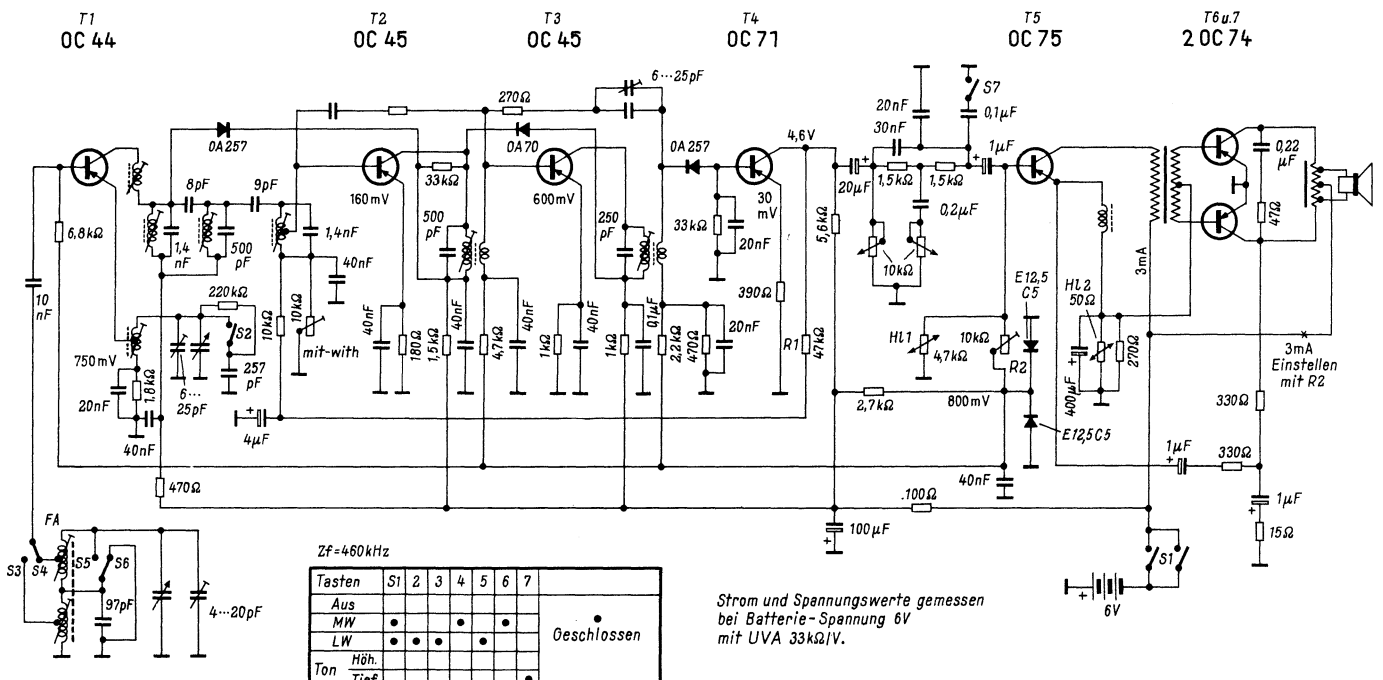 T1
OC 44
T2
OC 45
T3
OC 45
T4
OC 71
T5
OC 75
T6 u. 7
2 OC 74
6...25pF
270Ω
20nF
S7
30nF
0,1µF
0A257
0A70
0A257
4,6V
1µF
0,22
µF
33kΩ
20µF
1,5kΩ
1,5kΩ
8pF
9pF
160mV
600mV
30
mV
0,2µF
47Ω
6,8kΩ
1,4
nF
500
pF
1,4nF
500
pF
250
pF
33kΩ
20nF
5,6kΩ
40nF
10kΩ
3mA
10
nF
220kΩ
10kΩ
10kΩ
S2
mit-with
390Ω
E12,5
C5
Hl2
50Ω
750mV
257
pF
40nF
180Ω
1,5kΩ
40nF
4,7kΩ
40nF
1kΩ
40nF
1kΩ
0,1µF
2,2kΩ
470Ω
20nF
R1
47kΩ
Hl1
4,7kΩ
10kΩ
R2
270Ω
3mA
Einstellen
mit R2
1,8kΩ
6...
25pF
20nF
40nF
4µF
2,7kΩ
800mV
E12,5C5
400µF
330Ω
470Ω
40nF
1µF
330Ω
100µF
.100Ω
1µF
15Ω
FA
S3
S4
S5
S6
97pF
4...20pF
S1
6V
Zf=460kHz
Tasten S1 2 3 4 5 6 7
Aus
MW • • •
LW • • • •
• Geschlossen
Ton Höh.
Tief •
Strom und Spannungswerte gemessen
bei Batterie-Spannung 6V
mit UVA 33kΩ/V.